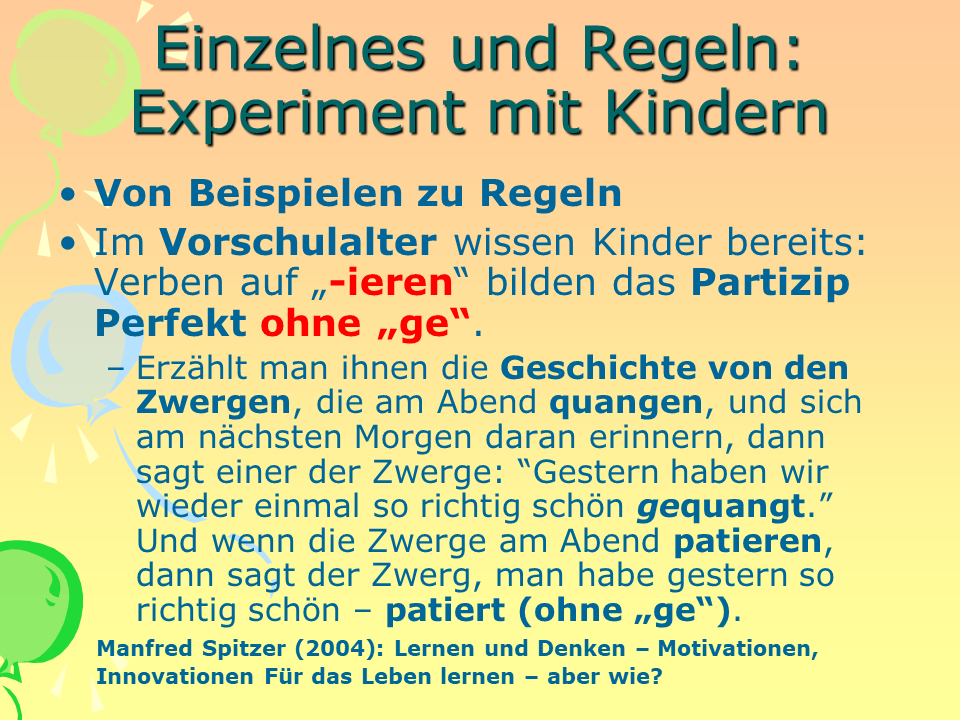 Einzelnes und Regeln:
Experiment mit Kindern
• Von Beispielen zu Regeln
• Im Vorschulalter wissen Kinder bereits:
Verben auf „-ieren“ bilden das Partizip
Perfekt ohne „ge“.
– Erzählt man ihnen die Geschichte von den
Zwergen, die am Abend quangen, und sich
am nächsten Morgen daran erinnern, dann
sagt einer der Zwerge: “Gestern haben wir
wieder einmal so richtig schön gequangt.”
Und wenn die Zwerge am Abend patieren,
dann sagt der Zwerg, man habe gestern so
richtig schön – patiert (ohne „ge“).
Manfred Spitzer (2004): Lernen und Denken – Motivationen,
Innovationen Für das Leben lernen – aber wie?